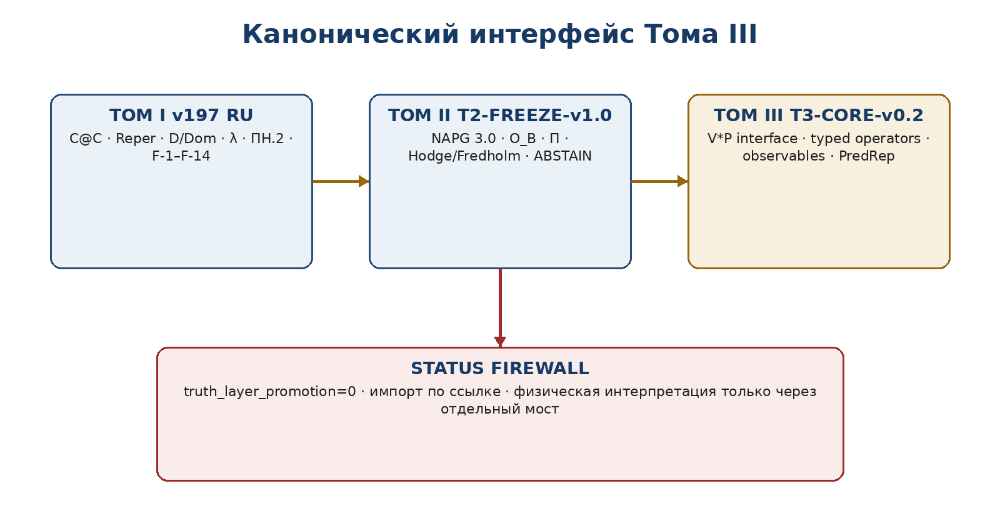 Канонический интерфейс Тома III
TOM I v197 RU
C@C · Reper · D/Dom · λ · ПН.2 ·
F-1–F-14
TOM II T2-FREEZE-v1.0
NAPG 3.0 · O_B · Π ·
Hodge/Fredholm · ABSTAIN
TOM III T3-CORE-v0.2
V*P interface · typed operators ·
observables · PredRep
STATUS FIREWALL
truth_layer_promotion=0 · импорт по ссылке · физическая интерпретация только через
отдельный мост